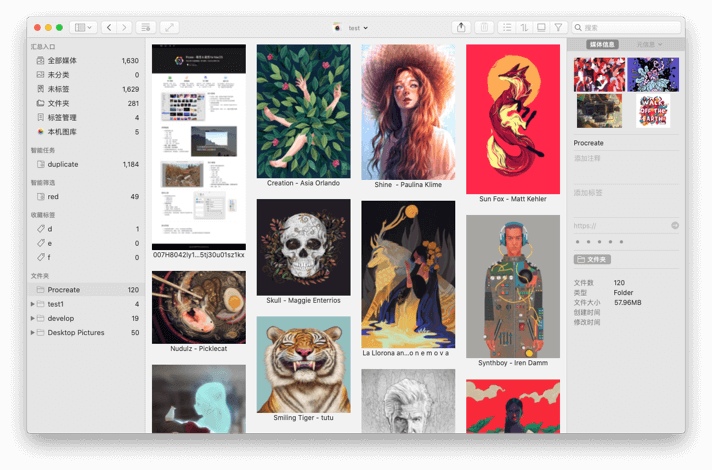 test
搜索
汇总入口
全部媒体 1,630
未分类 0
未标签 1,629
文件夹 281
标签管理 4
本机图库 5
智能任务
duplicate 1,184
智能筛选
red 49
收藏标签
d 1
e 0
f 0
文件夹
Procreate 120
test1 4
develop 19
Desktop Pictures 50
007H8042ly1...5tj30u01sz1kx
Nudulz - Picklecat
Creation - Asia Orlando
Skull - Maggie Enterrios
Smiling Tiger - tutu
Shine - Paulina Klime
La Llorona an...o n e m o v a
Sun Fox - Matt Kehler
Synthboy - Iren Damm
媒体信息
元信息
WALK
OFF THE
EARTH
Procreate
添加注释
添加标签
https://
文件夹
文件数 120
类型 Folder
文件大小 57.96MB
创建时间
修改时间